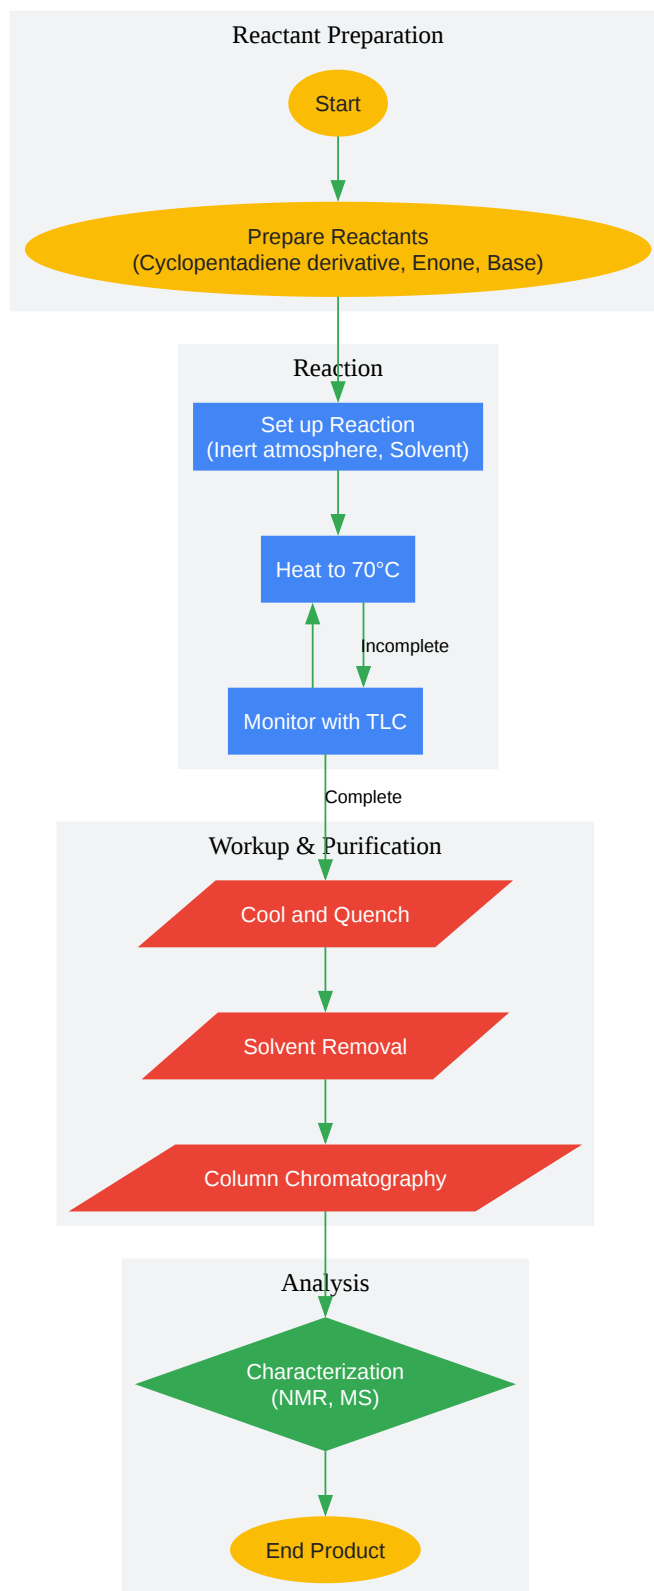 Reactant Preparation
Start
Prepare Reactants
(Cyclopentadiene derivative, Enone, Base)
Reaction
Set up Reaction
(Inert atmosphere, Solvent)
Heat to 70°C
Incomplete
Monitor with TLC
Complete
Workup & Purification
Cool and Quench
Solvent Removal
Column Chromatography
Analysis
Characterization
(NMR, MS)
End Product